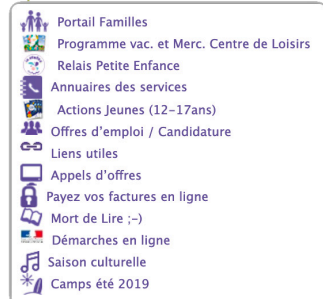 Portail Familles
Programme vac. et Merc. Centre de Loisirs
Relais Petite Enfance
Annuaires des services
Actions Jeunes (12-17ans)
Offres d'emploi / Candidature
Liens utiles
Appels d'offres
Payez vos factures en ligne
Mort de Lire ;-)
Démarches en ligne
Saison culturelle
Camps été 2019